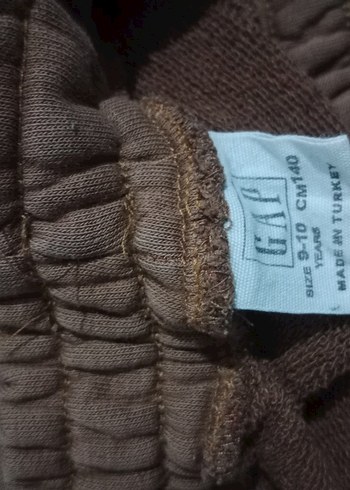 GAP
SIZE 9-10 CM140
YEARS
MADE IN TURKEY